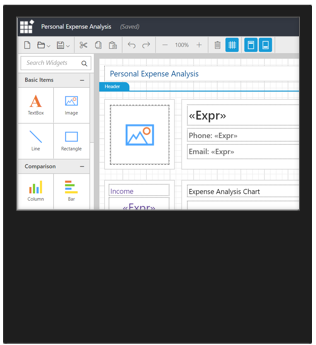 Personal Expense Analysis (Saved)
100%
Search Widgets
Basic Items
TextBox
Image
Line
Rectangle
Comparison
Column
Bar
Personal Expense Analysis
Header
«Expr»
Phone: «Expr»
Email: «Expr»
Income
«Expr»
Expense Analysis Chart